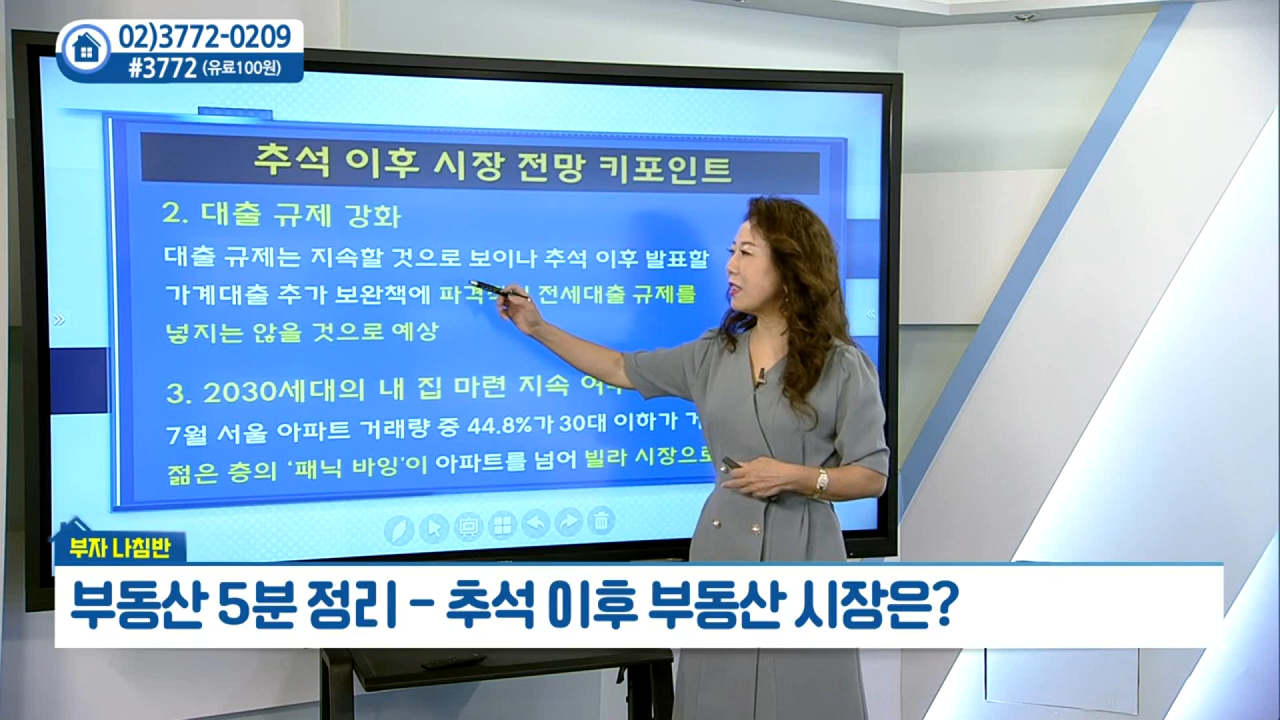 02)3772-0209
#3772 (유료100원)
추석 이후 시장 전망 키포인트
2. 대출 규제 강화
대출 규제는 지속할 것으로 보이나 추석 이후 발표할
가계대출 추가 보완책에 전세대출 규제를
넣지는 않을 것으로 예상
3. 2030세대의 내 집 마련 지속
7월 서울 아파트 거래량 중 44.8%가 30대 이하가
젊은 층의 '패닉 바잉'이 아파트를 넘어 빌라 시장으로
부자 나침반
부동산 5분 정리 - 추석 이후 부동산 시장은?